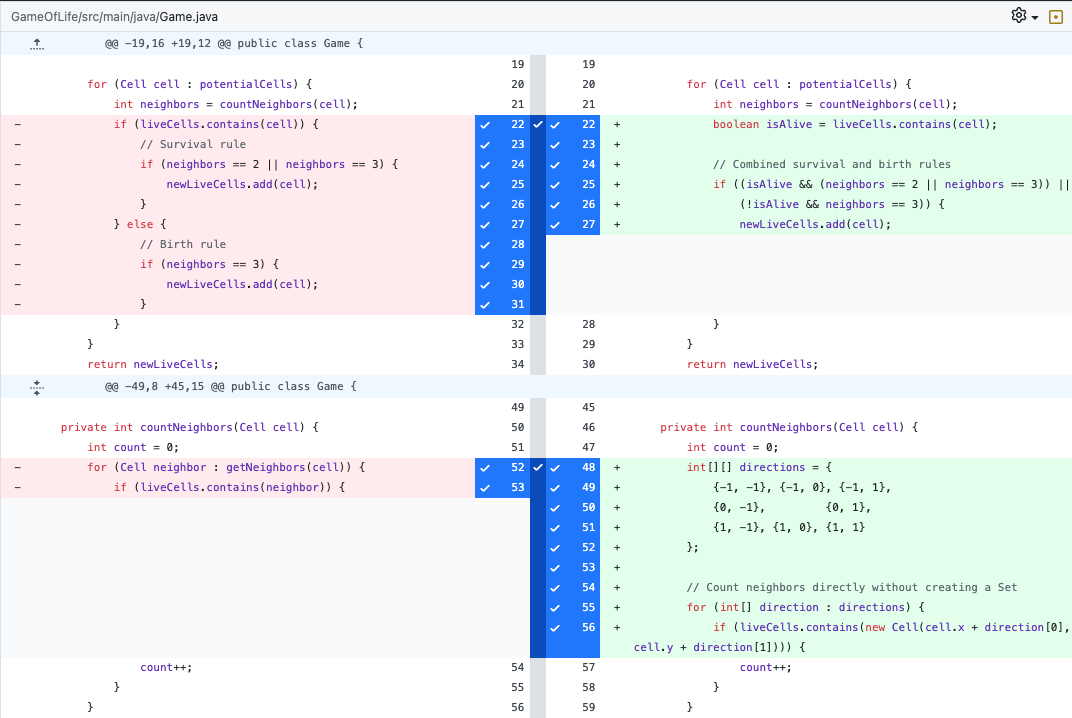 GameOfLife/src/main/java/Game.java
@@ -19,16 +19,12 @@ public class Game {
19 19
for (Cell cell : potentialCells) { 20 20 for (Cell cell : potentialCells) {
int neighbors = countNeighbors(cell); 21 21 int neighbors = countNeighbors(cell);
- if (liveCells.contains(cell)) { 22 22 + boolean isAlive = liveCells.contains(cell);
- // Survival rule 23 23 +
- if (neighbors == 2 || neighbors == 3) { 24 24 + // Combined survival and birth rules
- newLiveCells.add(cell); 25 25 + if ((isAlive && (neighbors == 2 || neighbors == 3)) ||
- } 26 26 + (!isAlive && neighbors == 3)) {
- } else { 27 27 + newLiveCells.add(cell);
- // Birth rule 28
- if (neighbors == 3) { 29
- newLiveCells.add(cell); 30
- } 31
} 32 28 }
} 33 29 }
return newLiveCells; 34 30 return newLiveCells;
@@ -49,8 +45,15 @@ public class Game {
49 45
private int countNeighbors(Cell cell) { 50 46 private int countNeighbors(Cell cell) {
int count = 0; 51 47 int count = 0;
- for (Cell neighbor : getNeighbors(cell)) { 52 48 + int[][] directions = {
- if (liveCells.contains(neighbor)) { 53 49 + {-1, -1}, {-1, 0}, {-1, 1},
50 + {0, -1}, {0, 1},
51 + {1, -1}, {1, 0}, {1, 1}
52 + };
53 +
54 + // Count neighbors directly without creating a Set
55 + for (int[] direction : directions) {
56 + if (liveCells.contains(new Cell(cell.x + direction[0],
cell.y + direction[1]))) {
count++; 54 57 count++;
} 55 58 }
} 56 59 }